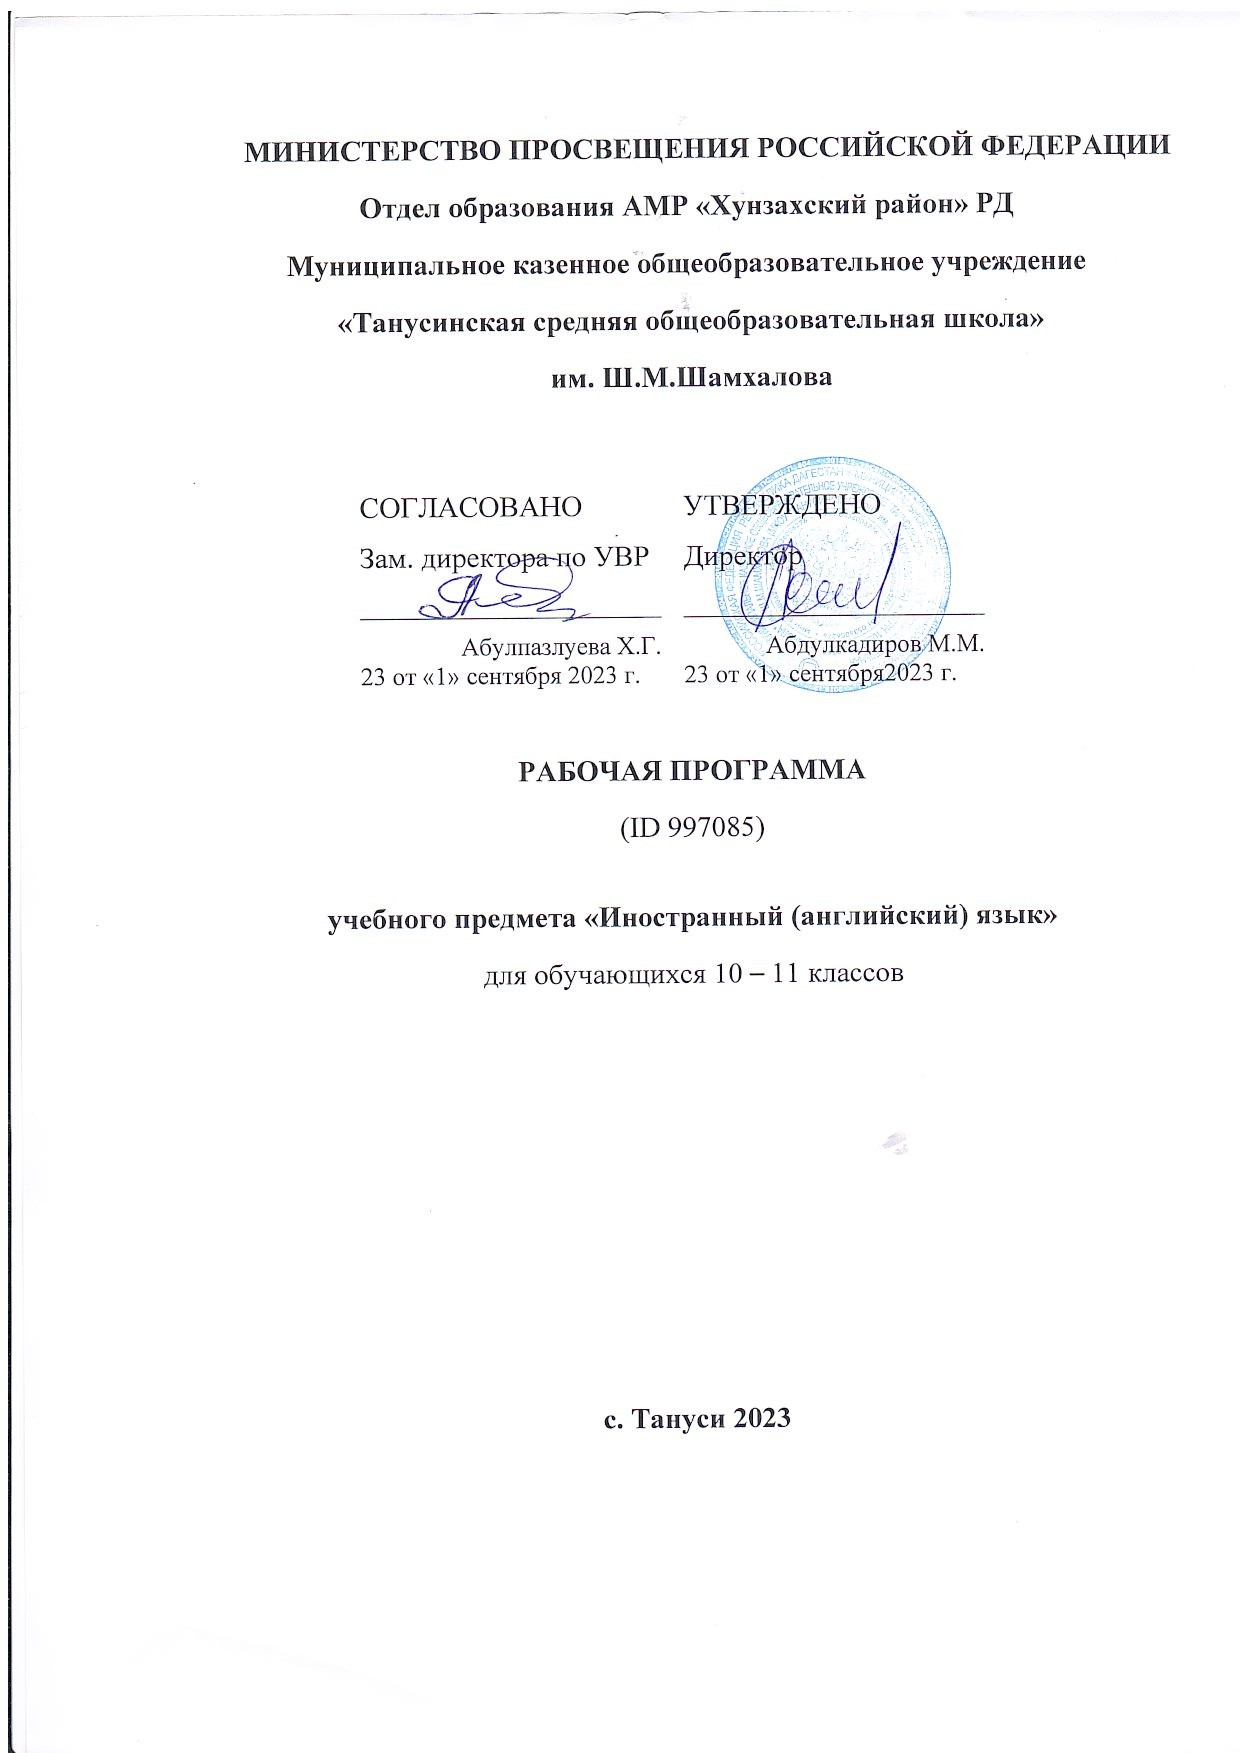 МИНИСТЕРСТВО ПРОСВЕЩЕНИЯ РОССИЙСКОЙ ФЕДЕРАЦИИ
Отдел образования АМР «Хунзахский район» РД
Муниципальное казенное общеобразовательное учреждение
«Танусинская средняя общеобразовательная школа»
им. Ш.М.Шамхалова
СОГЛАСОВАНО
Зам. директора по УВР
Абулпазлуева Х.Г.
23 от «1» сентября 2023 г.
УТВЕРЖДЕНО
Директор
Абдулкадиров М.М.
23 от «1» сентября2023 г.
РАБОЧАЯ ПРОГРАММА
(ID 997085)
учебного предмета «Иностранный (английский) язык»
для обучающихся 10 – 11 классов
с. Тануси 2023